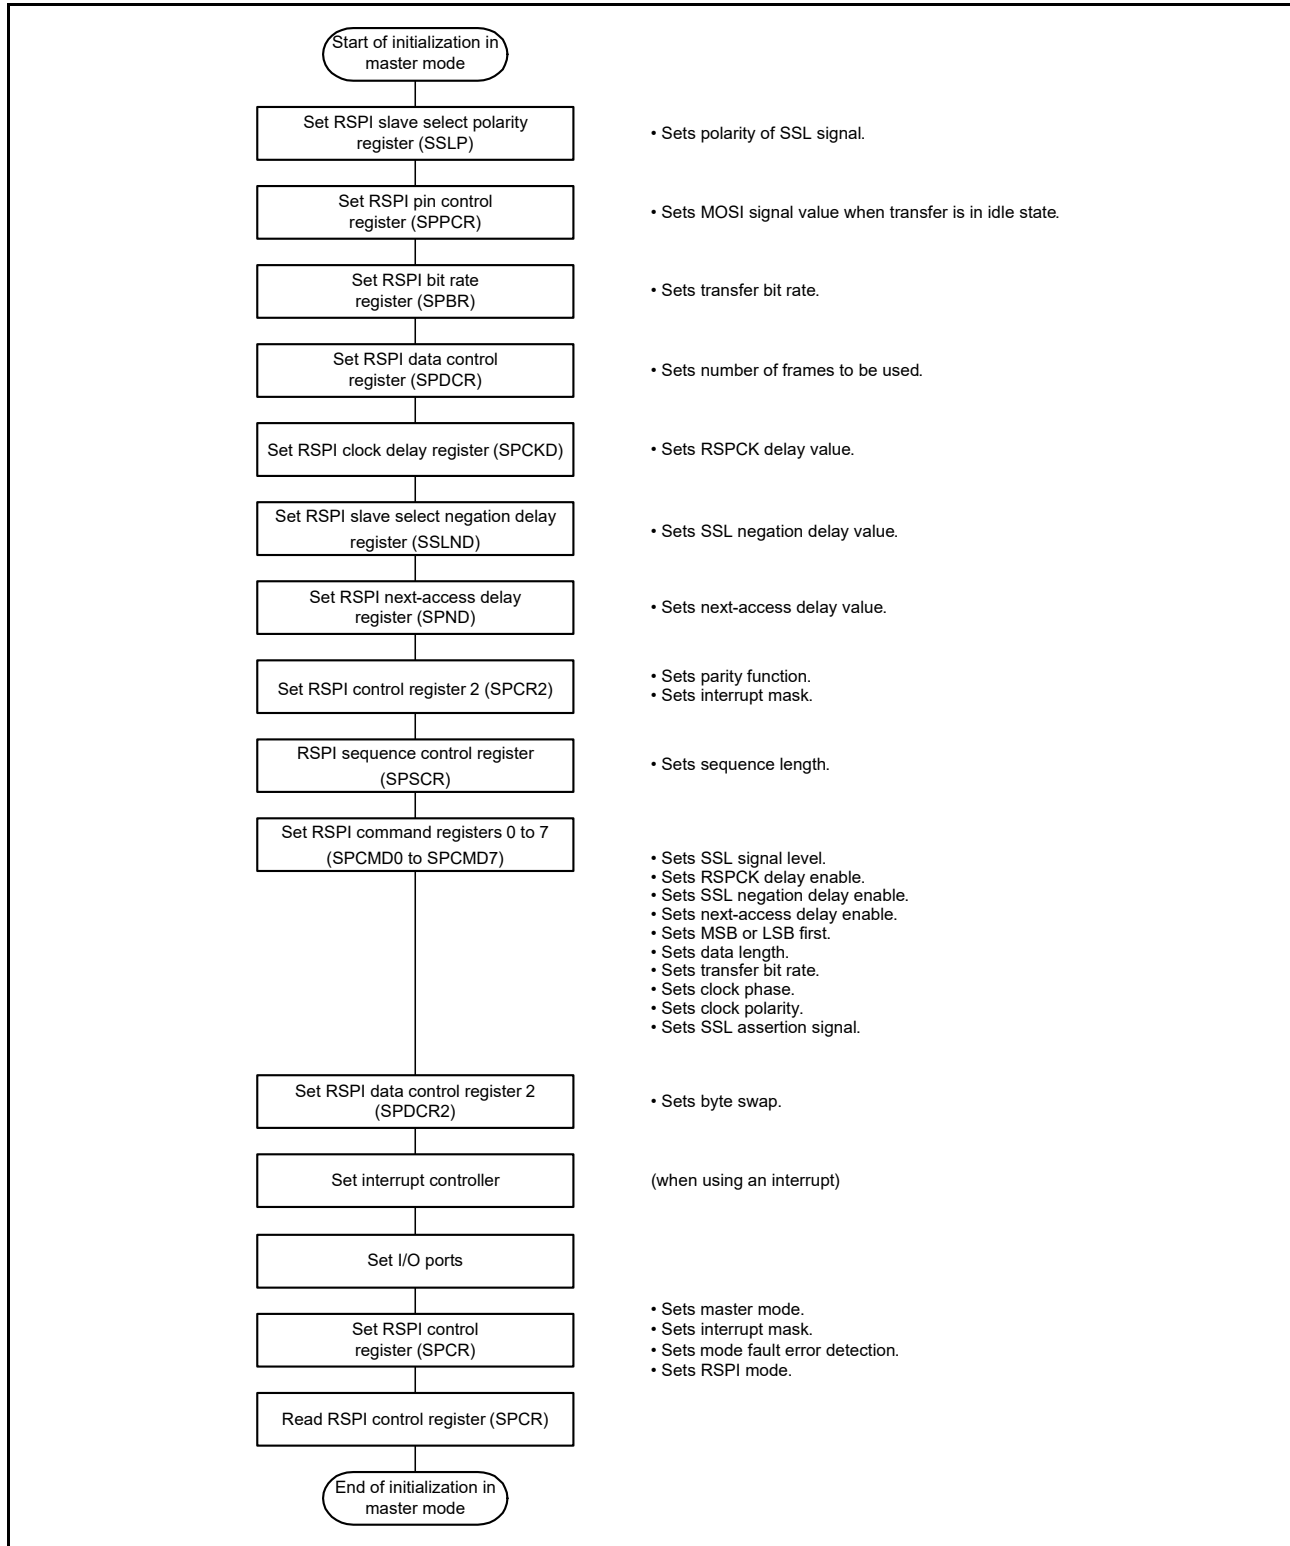 Start of initialization in
master mode
Set RSPI slave select polarity
register (SSLP)
• Sets polarity of SSL signal.
Set RSPI pin control
register (SPPCR)
• Sets MOSI signal value when transfer is in idle state.
Set RSPI bit rate
register (SPBR)
• Sets transfer bit rate.
Set RSPI data control
register (SPDCR)
• Sets number of frames to be used.
Set RSPI clock delay register (SPCKD)
• Sets RSPCK delay value.
Set RSPI slave select negation delay
register (SSLND)
• Sets SSL negation delay value.
Set RSPI next-access delay
register (SPND)
• Sets next-access delay value.
Set RSPI control register 2 (SPCR2)
• Sets parity function.
• Sets interrupt mask.
RSPI sequence control register
(SPSCR)
• Sets sequence length.
Set RSPI command registers 0 to 7
(SPCMD0 to SPCMD7)
• Sets SSL signal level.
• Sets RSPCK delay enable.
• Sets SSL negation delay enable.
• Sets next-access delay enable.
• Sets MSB or LSB first.
• Sets data length.
• Sets transfer bit rate.
• Sets clock phase.
• Sets clock polarity.
• Sets SSL assertion signal.
Set RSPI data control register 2
(SPDCR2)
• Sets byte swap.
Set interrupt controller
(when using an interrupt)
Set I/O ports
Set RSPI control
register (SPCR)
• Sets master mode.
• Sets interrupt mask.
• Sets mode fault error detection.
• Sets RSPI mode.
Read RSPI control register (SPCR)
End of initialization in
master mode